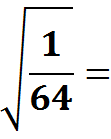 √(1/64) =